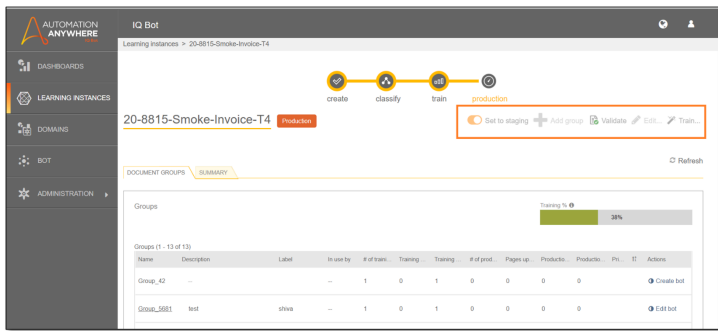 AUTOMATION
ANYWHERE
IQ Bot
Learning instances > 20-8815-Smoke-Invoice-T4
DASHBOARDS
LEARNING INSTANCES
DOMAINS
BOT
ADMINISTRATION
create classify train production
20-8815-Smoke-Invoice-T4 Production
Set to staging Add group Validate Edit... Train...
Refresh
DOCUMENT GROUPS SUMMARY
Groups
Training %
38%
Groups (1 - 13 of 13)
Name Description Label In use by # of traini... Training ... Training ... # of prod... Pages up... Productio... Productio... Pri... Actions
Group_42 -- -- 1 0 1 0 0 0 0 Create bot
Group_5681 test shiva -- 1 0 1 0 0 0 0 Edit bot